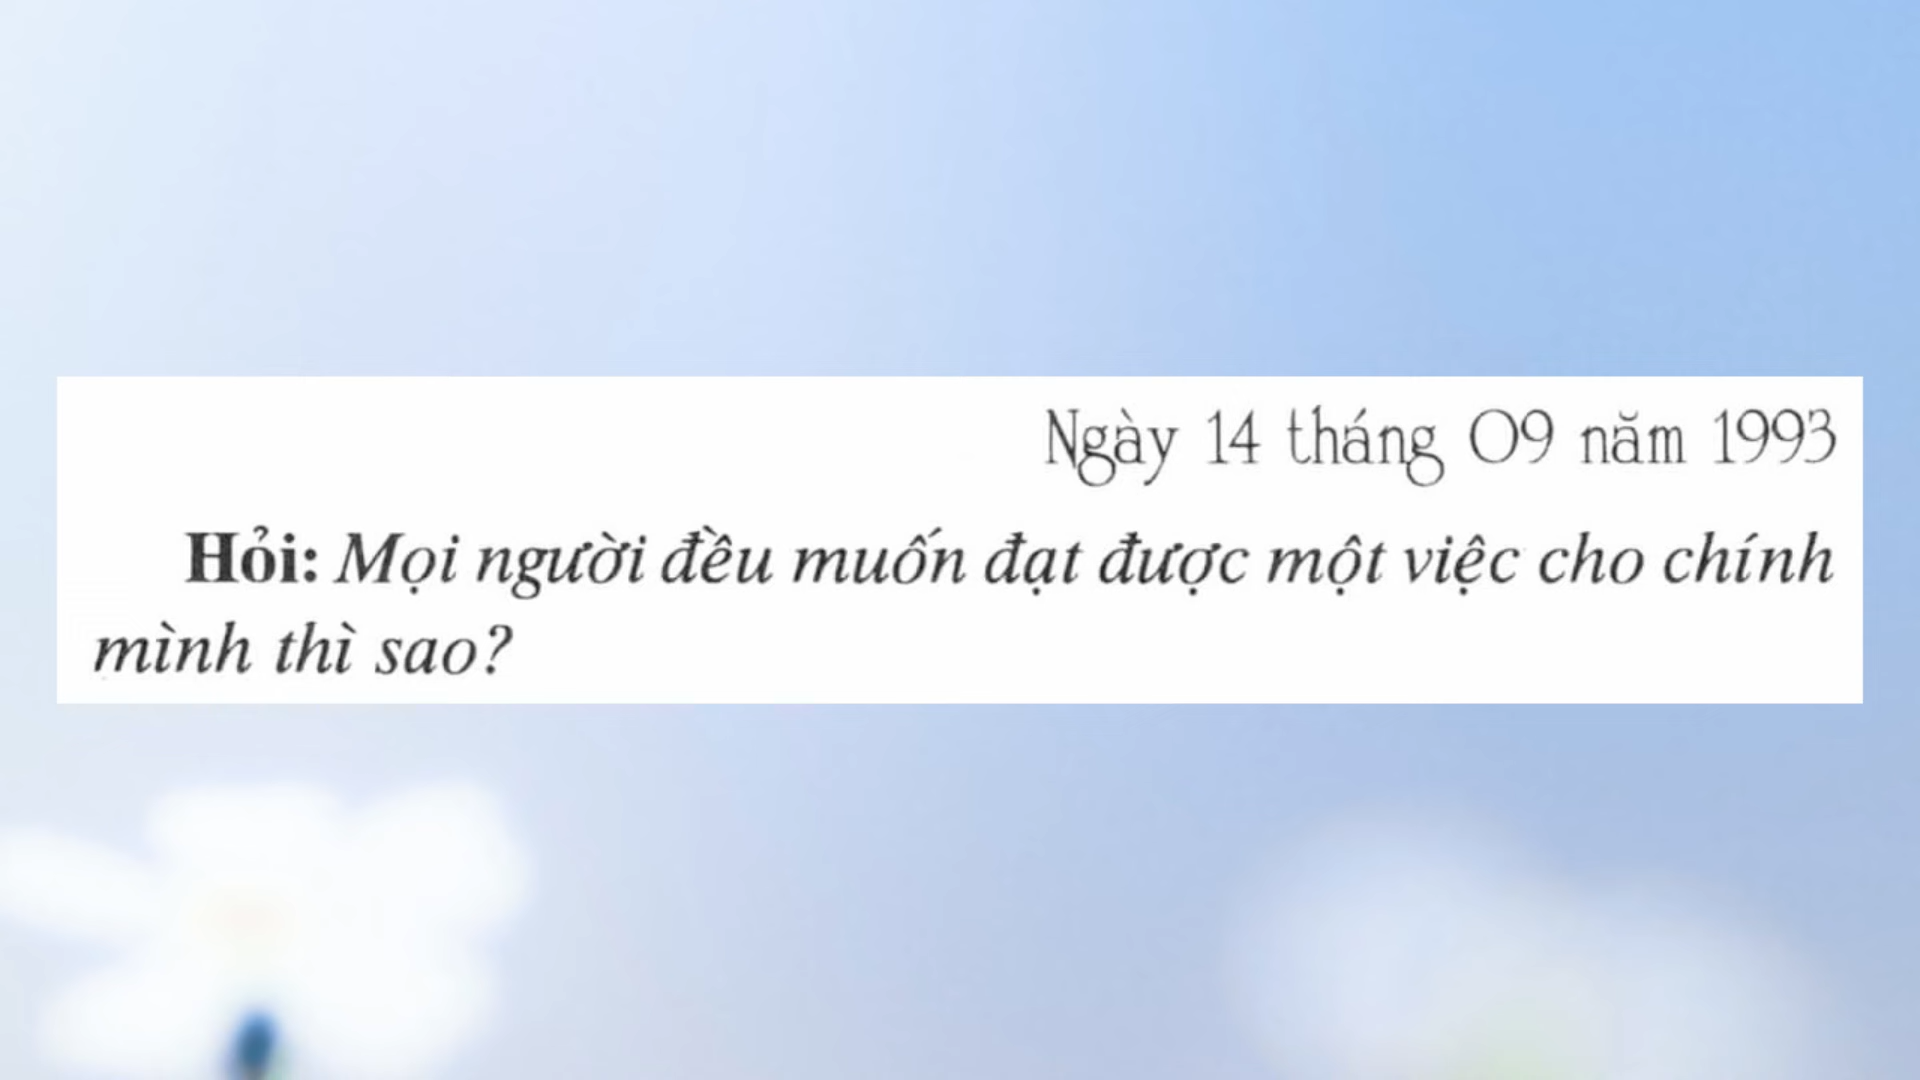 Ngày 14 tháng 09 năm 1993
Hỏi: Mọi người đều muốn đạt được một việc cho chính
mình thì sao?